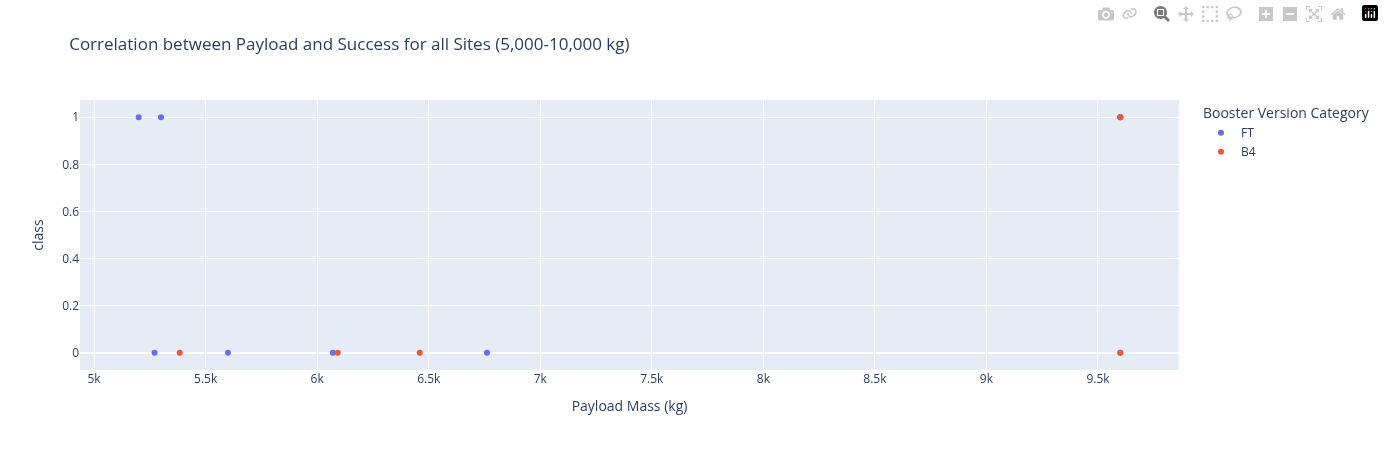 Correlation between Payload and Success for all Sites (5,000-10,000 kg)
Booster Version Category
FT
B4
1
0.8
0.6
0.4
0.2
0
class
5k 5.5k 6k 6.5k 7k 7.5k 8k 8.5k 9k 9.5k
Payload Mass (kg)